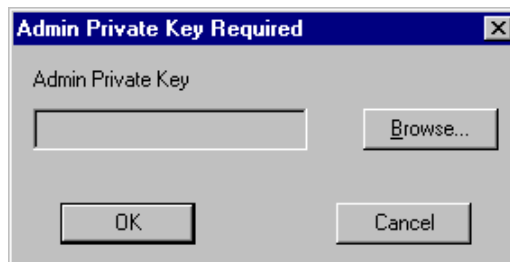 Admin Private Key Required
Admin Private Key
Browse...
OK
Cancel